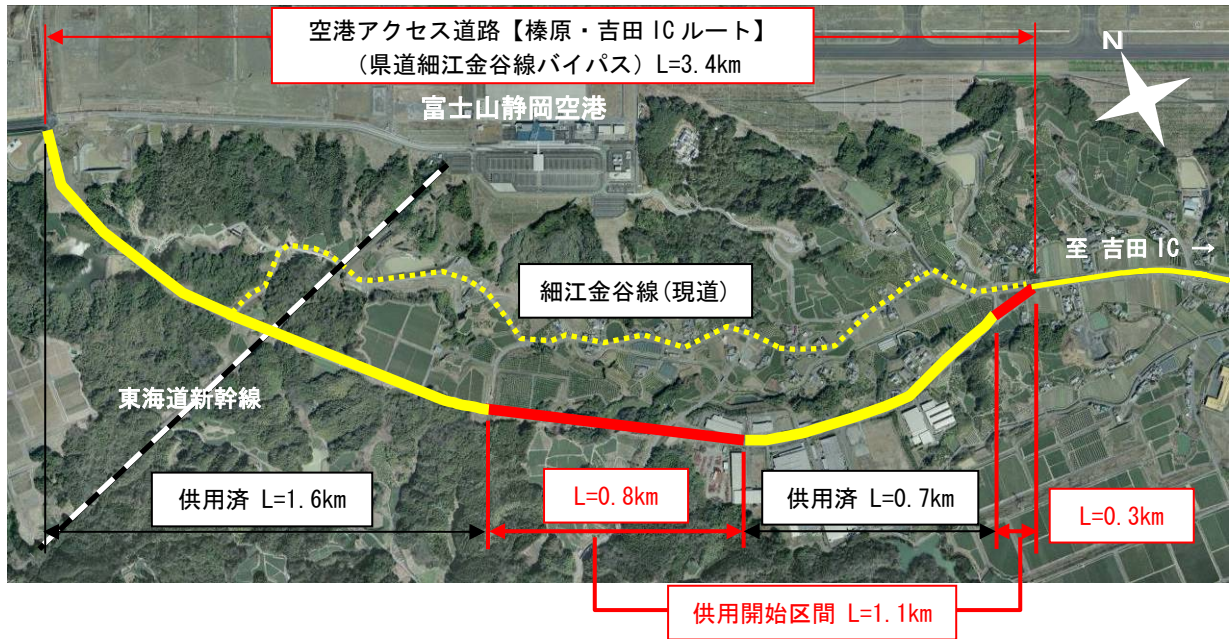 空港アクセス道路【榛原・吉田 IC ルート】
(県道細江金谷線バイパス) L=3.4km
N
富士山静岡空港
至 吉田 IC →
細江金谷線(現道)
東海道新幹線
供用済 L=1.6km
L=0.8km
供用済 L=0.7km
L=0.3km
供用開始区間 L=1.1km